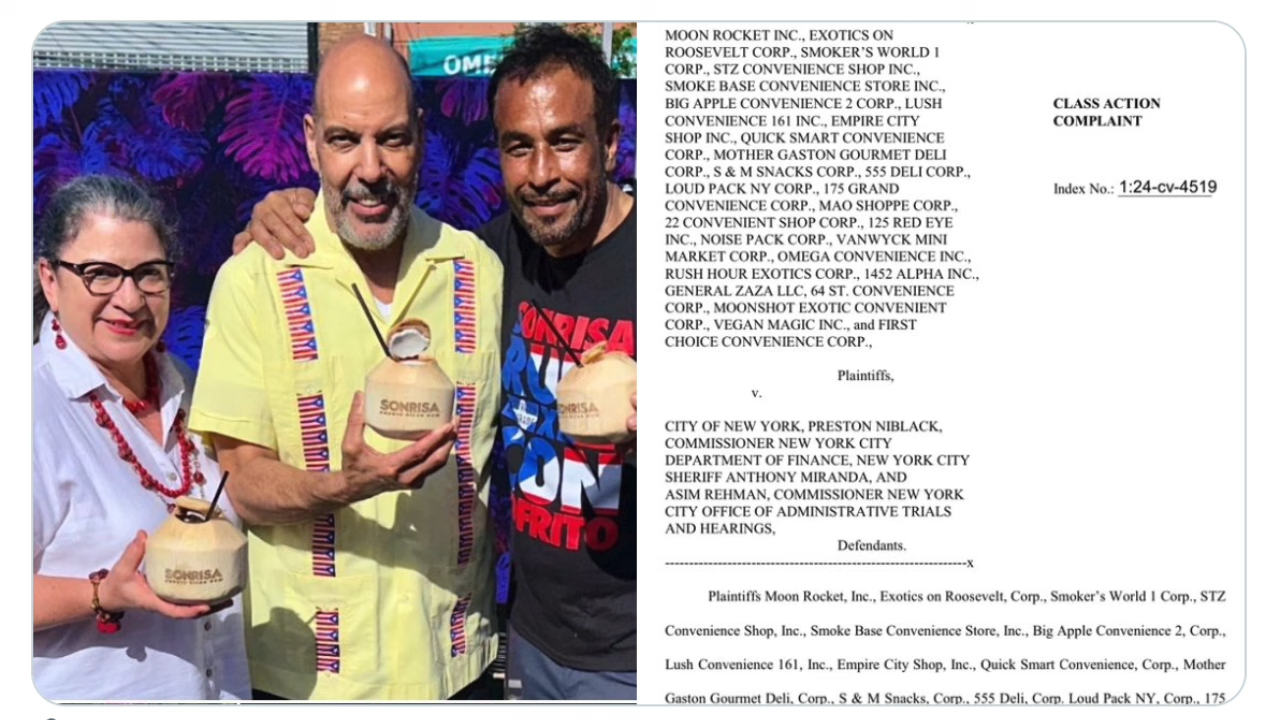 OME
SONRISA
PUERTO RICAN RUM
SONRISA
PUERTO RICAN RUM
SONRISA
RU
CON
FRITO
MOON ROCKET INC., EXOTICS ON
ROOSEVELT CORP., SMOKER'S WORLD 1
CORP., STZ CONVENIENCE SHOP INC.,
SMOKE BASE CONVENIENCE STORE INC.,
BIG APPLE CONVENIENCE 2 CORP., LUSH
CONVENIENCE 161 INC., EMPIRE CITY
SHOP INC., QUICK SMART CONVENIENCE
CORP., MOTHER GASTON GOURMET DELI
CORP., S & M SNACKS CORP., 555 DELI CORP.,
LOUD PACK NY CORP., 175 GRAND
CONVENIENCE CORP., MAO SHOPPE CORP.,
22 CONVENIENT SHOP CORP., 125 RED EYE
INC., NOISE PACK CORP., VANWYCK MINI
MARKET CORP., OMEGA CONVENIENCE INC.,
RUSH HOUR EXOTICS CORP., 1452 ALPHA INC.,
GENERAL ZAZA LLC, 64 ST. CONVENIENCE
CORP., MOONSHOT EXOTIC CONVENIENT
CORP., VEGAN MAGIC INC., and FIRST
CHOICE CONVENIENCE CORP.,
CLASS ACTION
COMPLAINT
Index No.: 1:24-cv-4519
Plaintiffs,
v.
CITY OF NEW YORK, PRESTON NIBLACK,
COMMISSIONER NEW YORK CITY
DEPARTMENT OF FINANCE, NEW YORK CITY
SHERIFF ANTHONY MIRANDA, AND
ASIM REHMAN, COMMISSIONER NEW YORK
CITY OFFICE OF ADMINISTRATIVE TRIALS
AND HEARINGS,
Defendants.
------------------------------------------------------------------x
Plaintiffs Moon Rocket, Inc., Exotics on Roosevelt, Corp., Smoker's World 1 Corp., STZ
Convenience Shop, Inc., Smoke Base Convenience Store, Inc., Big Apple Convenience 2, Corp.,
Lush Convenience 161, Inc., Empire City Shop, Inc., Quick Smart Convenience, Corp., Mother
Gaston Gourmet Deli, Corp., S & M Snacks, Corp., 555 Deli, Corp. Loud Pack NY, Corp., 175